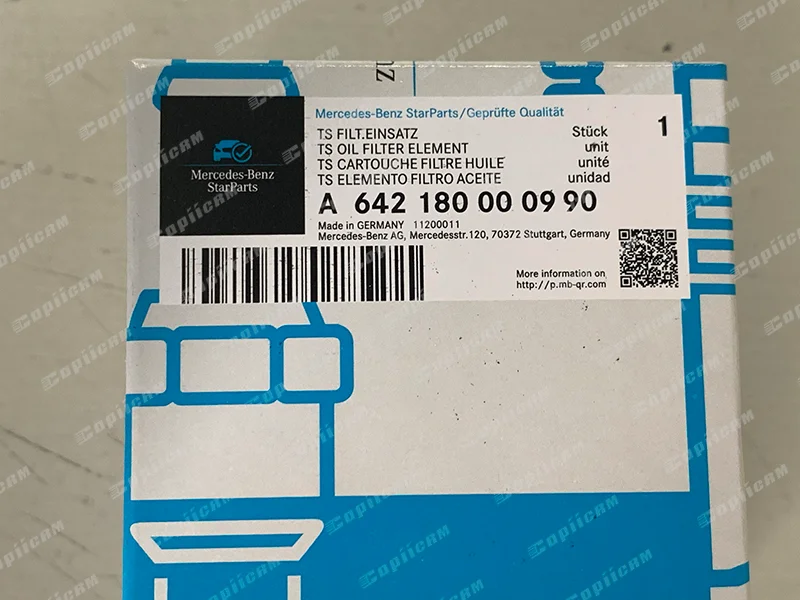 ZU
Mercedes-Benz
StarParts
Mercedes-Benz StarParts/Geprüfte Qualität
TS FILT.EINSATZ Stück 1
TS OIL FILTER ELEMENT unit
TS CARTOUCHE FILTRE HUILE unité
TS ELEMENTO FILTRO ACEITE unidad
A 642 180 00 09 90
Made in GERMANY 11200011
Mercedes-Benz AG, Mercedesstr.120, 70372 Stuttgart, Germany
More information on
http://p.mb-qr.com
Copiicam